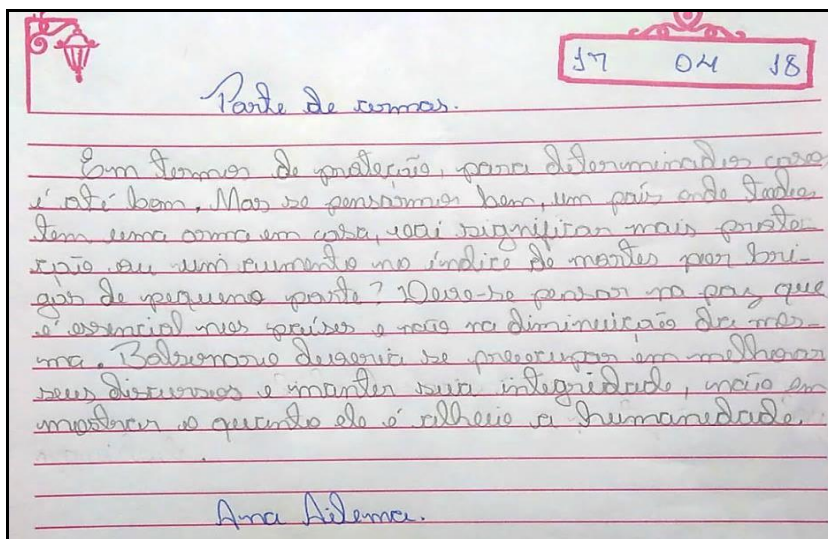 17 04 18
Porte de armas.
Em termos de proteção, para determinados casos
é até bom. Mas se pensármos bem, um país onde todos
tem uma arma em casa, vai significar mais prote-
ção ou um aumento no índice de mortes por bri-
gas de pequeno porte? Deve-se pensar na paz que
é essencial nos países e não na diminuição da mes-
ma. Bolsonaro deveria se preocupar em melhorar
seus discursos e manter sua integridade, não em
mostrar o quanto ele é alheio a humanidade.
Ana Ailema.